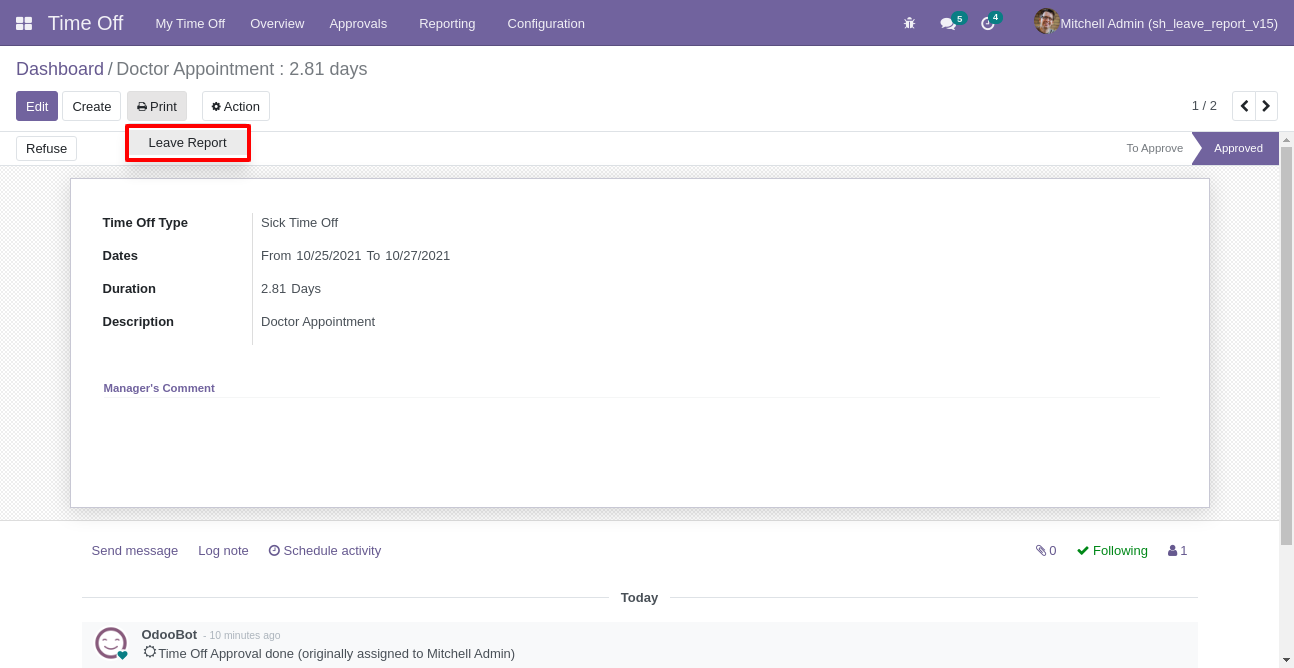 Time Off My Time Off Overview Approvals Reporting Configuration 5 4 Mitchell Admin (sh_leave_report_v15)
Dashboard / Doctor Appointment : 2.81 days
Edit Create Print Action 1 / 2
Leave Report
Refuse To Approve Approved
Time Off Type Sick Time Off
Dates From 10/25/2021 To 10/27/2021
Duration 2.81 Days
Description Doctor Appointment
Manager's Comment
Send message Log note Schedule activity 0 Following 1
Today
OdooBot - 10 minutes ago
Time Off Approval done (originally assigned to Mitchell Admin)